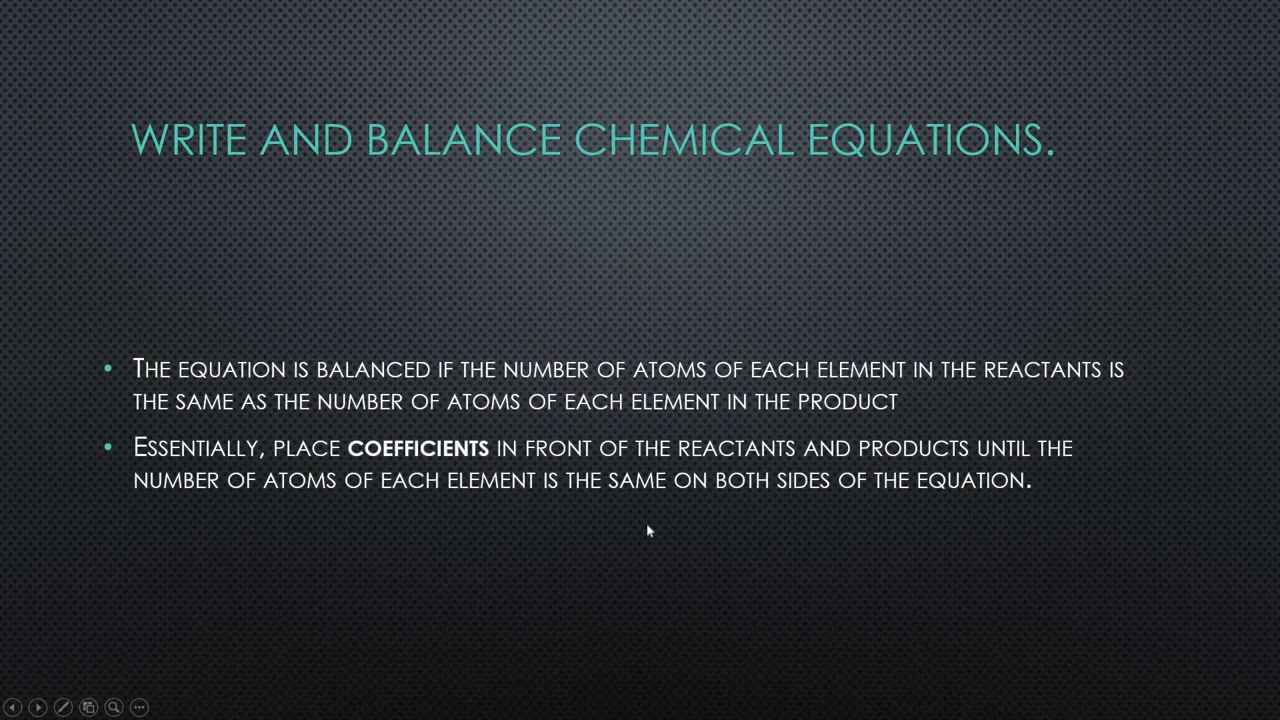 WRITE AND BALANCE CHEMICAL EQUATIONS.
• THE EQUATION IS BALANCED IF THE NUMBER OF ATOMS OF EACH ELEMENT IN THE REACTANTS IS
THE SAME AS THE NUMBER OF ATOMS OF EACH ELEMENT IN THE PRODUCT
• ESSENTIALLY, PLACE COEFFICIENTS IN FRONT OF THE REACTANTS AND PRODUCTS UNTIL THE
NUMBER OF ATOMS OF EACH ELEMENT IS THE SAME ON BOTH SIDES OF THE EQUATION.